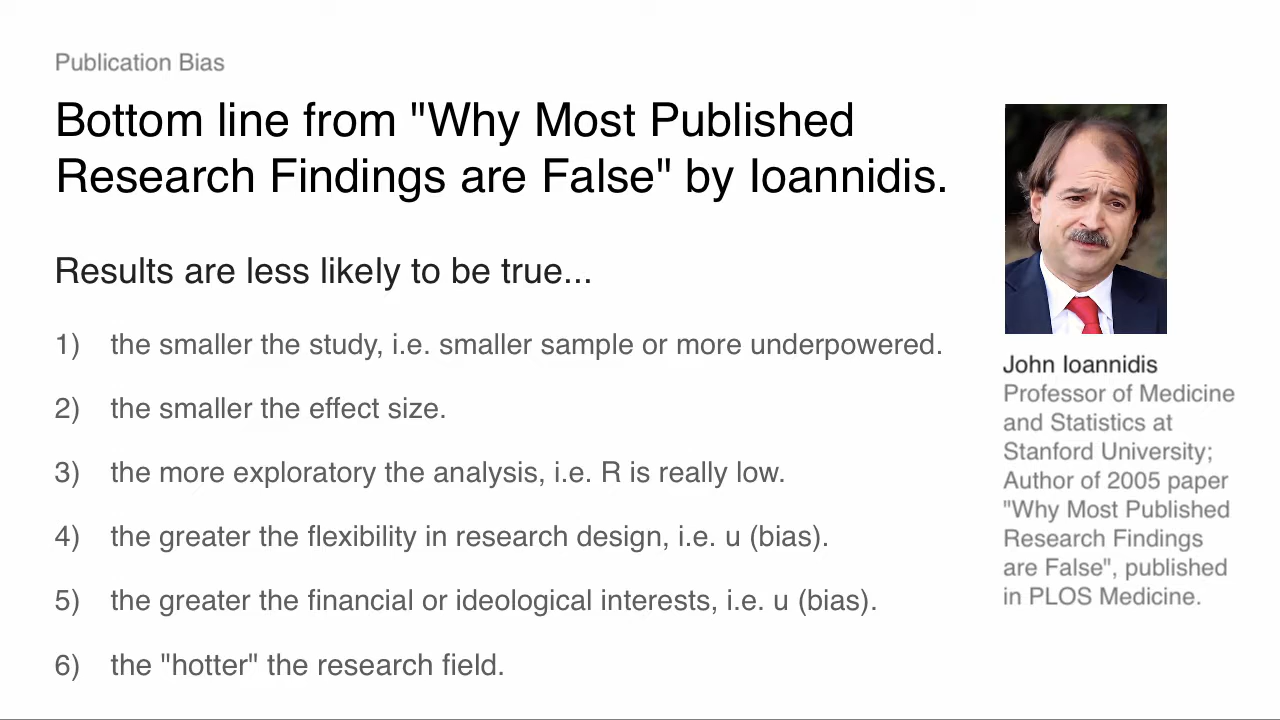 Publication Bias
Bottom line from "Why Most Published
Research Findings are False" by Ioannidis.
Results are less likely to be true...
1) the smaller the study, i.e. smaller sample or more underpowered.
2) the smaller the effect size.
3) the more exploratory the analysis, i.e. R is really low.
4) the greater the flexibility in research design, i.e. u (bias).
5) the greater the financial or ideological interests, i.e. u (bias).
6) the "hotter" the research field.
John Ioannidis
Professor of Medicine
and Statistics at
Stanford University;
Author of 2005 paper
"Why Most Published
Research Findings
are False", published
in PLOS Medicine.